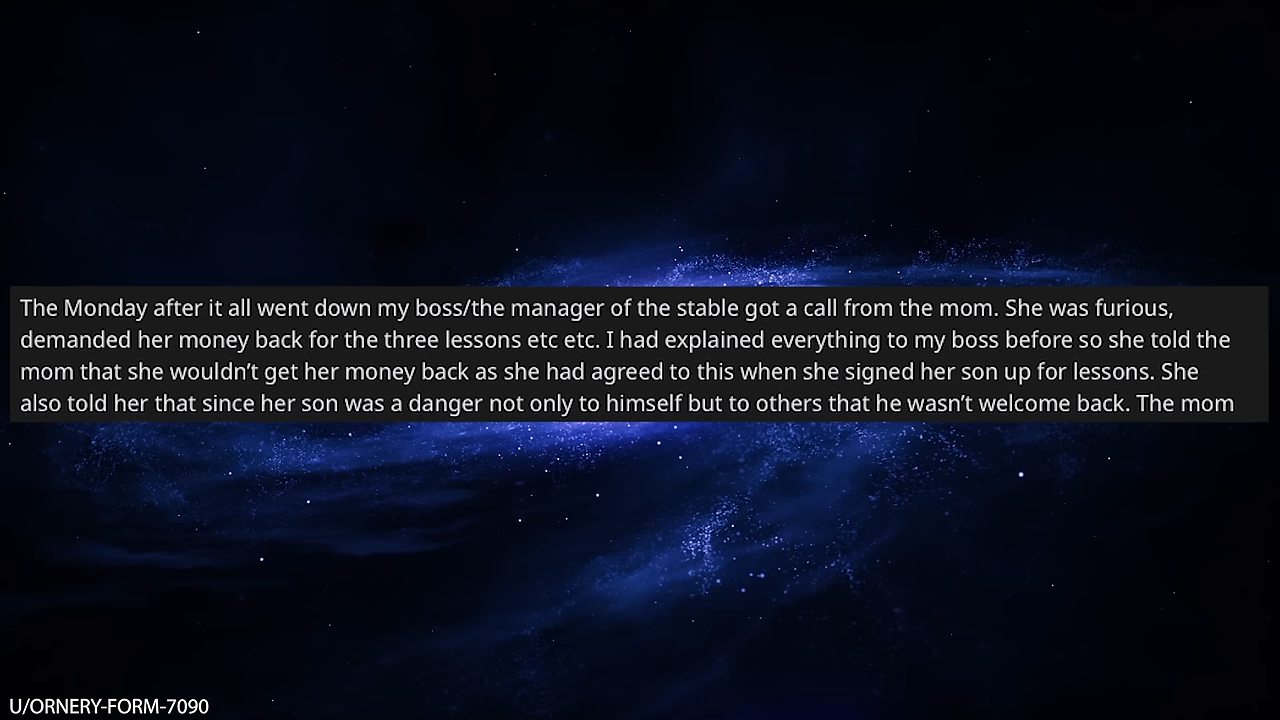 The Monday after it all went down my boss/the manager of the stable got a call from the mom. She was furious,
demanded her money back for the three lessons etc etc. I had explained everything to my boss before so she told the
mom that she wouldn’t get her money back as she had agreed to this when she signed her son up for lessons. She
also told her that since her son was a danger not only to himself but to others that he wasn’t welcome back. The mom
U/ORNERY-FORM-7090